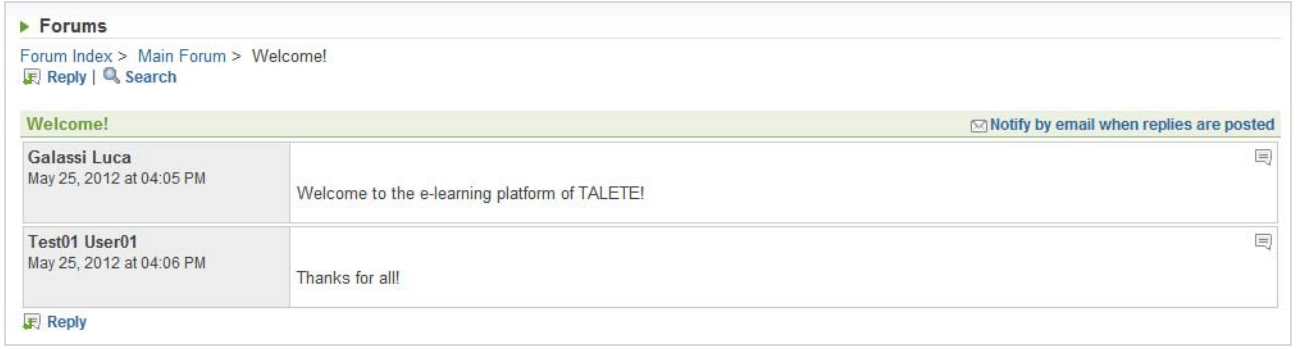 Forums
Forum Index > Main Forum > Welcome!
Reply | Search
Welcome! Notify by email when replies are posted
Galassi Luca
May 25, 2012 at 04:05 PM
Welcome to the e-learning platform of TALETE!
Test01 User01
May 25, 2012 at 04:06 PM
Thanks for all!
Reply